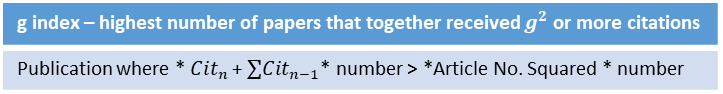 g index – highest number of papers that together received g² or more citations
Publication where * Citₙ + ∑Citₙ₋₁* number > *Article No. Squared * number